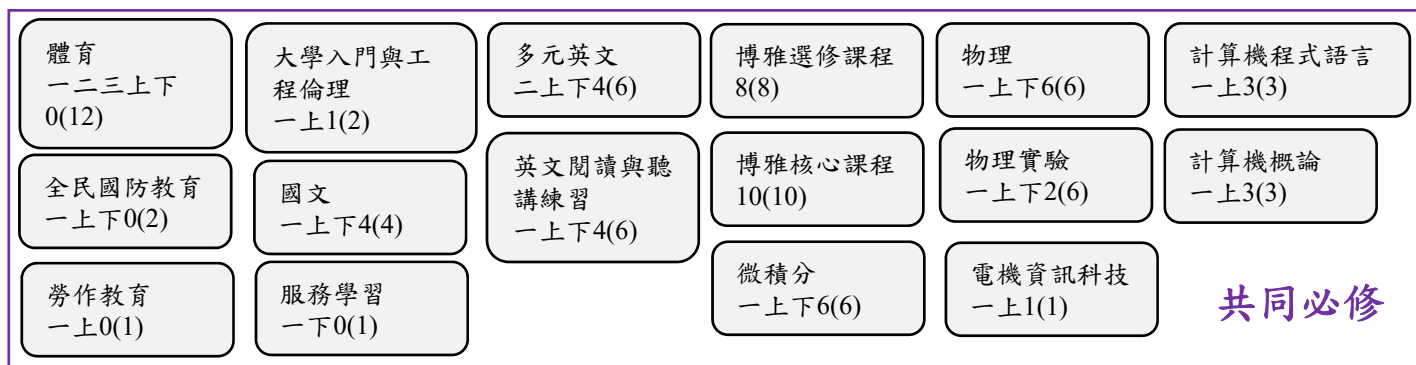 體育
一二三上下
0(12)
大學入門與工
程倫理
一上1(2)
多元英文
二上下4(6)
博雅選修課程
8(8)
物理
一上下6(6)
計算機程式語言
一上3(3)
全民國防教育
一上下0(2)
國文
一上下4(4)
英文閱讀與聽
講練習
一上下4(6)
博雅核心課程
10(10)
物理實驗
一上下2(6)
計算機概論
一上3(3)
勞作教育
一上0(1)
服務學習
一下0(1)
微積分
一上下6(6)
電機資訊科技
一上1(1)
共同必修